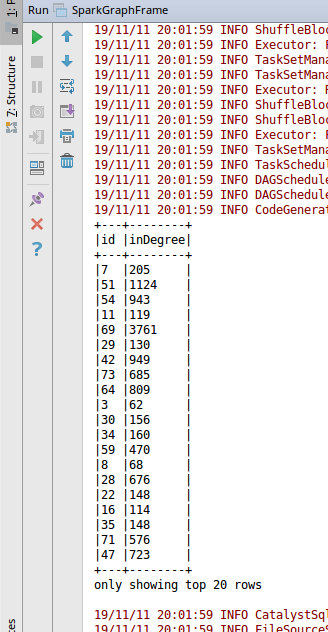 Run SparkGraphFrame
Z: Structure
19/11/11 20:01:59 INFO ShuffleBloc
19/11/11 20:01:59 INFO Executor: F
19/11/11 20:01:59 INFO TaskSetMana
19/11/11 20:01:59 INFO TaskSetMana
19/11/11 20:01:59 INFO Executor: R
19/11/11 20:01:59 INFO ShuffleBloc
19/11/11 20:01:59 INFO ShuffleBloc
19/11/11 20:01:59 INFO Executor: F
19/11/11 20:01:59 INFO TaskSetMana
19/11/11 20:01:59 INFO TaskSchedul
19/11/11 20:01:59 INFO DAGSchedule
19/11/11 20:01:59 INFO DAGSchedule
19/11/11 20:01:59 INFO CodeGenerat
+---+--------+
|id |inDegree|
+---+--------+
|7 |205 |
|51 |1124 |
|54 |943 |
|11 |119 |
|69 |3761 |
|29 |130 |
|42 |949 |
|73 |685 |
|64 |809 |
|3 |62 |
|30 |156 |
|34 |160 |
|59 |470 |
|8 |68 |
|28 |676 |
|22 |148 |
|16 |114 |
|35 |148 |
|71 |576 |
|47 |723 |
+---+--------+
only showing top 20 rows
19/11/11 20:01:59 INFO CatalystSql
19/11/11 20:01:59 INFO FileSourceS